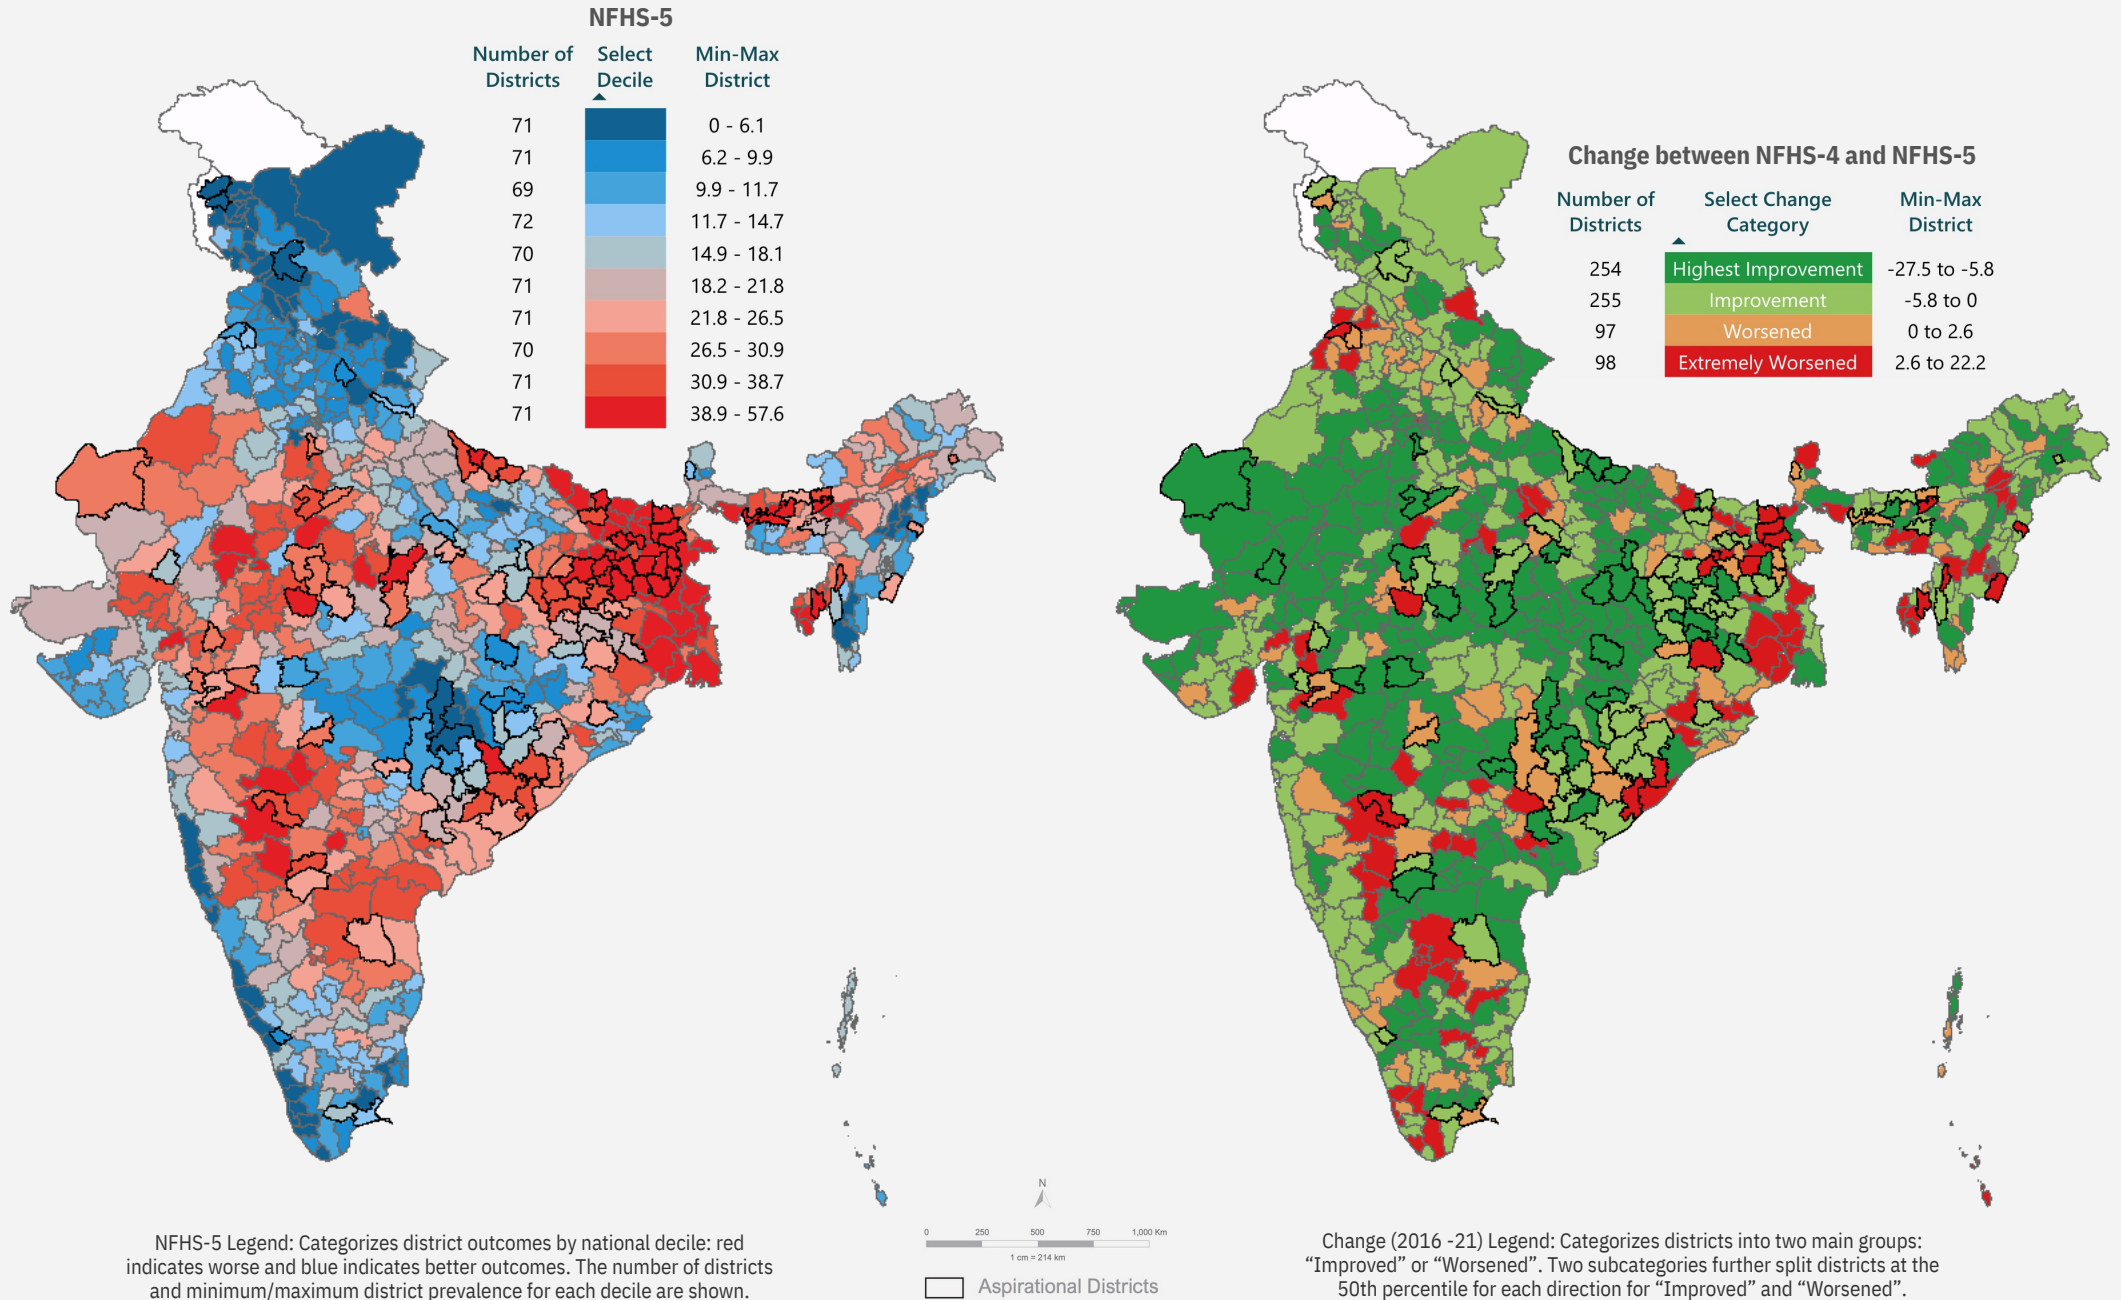 NFHS-5
Number of Districts
Select Decile
Min-Max District
71 0 - 6.1
71 6.2 - 9.9
69 9.9 - 11.7
72 11.7 - 14.7
70 14.9 - 18.1
71 18.2 - 21.8
71 21.8 - 26.5
70 26.5 - 30.9
71 30.9 - 38.7
71 38.9 - 57.6
Change between NFHS-4 and NFHS-5
Number of Districts
Select Change Category
Min-Max District
254 Highest Improvement -27.5 to -5.8
255 Improvement -5.8 to 0
97 Worsened 0 to 2.6
98 Extremely Worsened 2.6 to 22.2
NFHS-5 Legend: Categorizes district outcomes by national decile: red
indicates worse and blue indicates better outcomes. The number of districts
and minimum/maximum district prevalence for each decile are shown.
N
0 250 500 750 1,000 Km
1 cm = 214 km
Aspirational Districts
Change (2016 -21) Legend: Categorizes districts into two main groups:
“Improved” or “Worsened”. Two subcategories further split districts at the
50th percentile for each direction for “Improved” and “Worsened”.